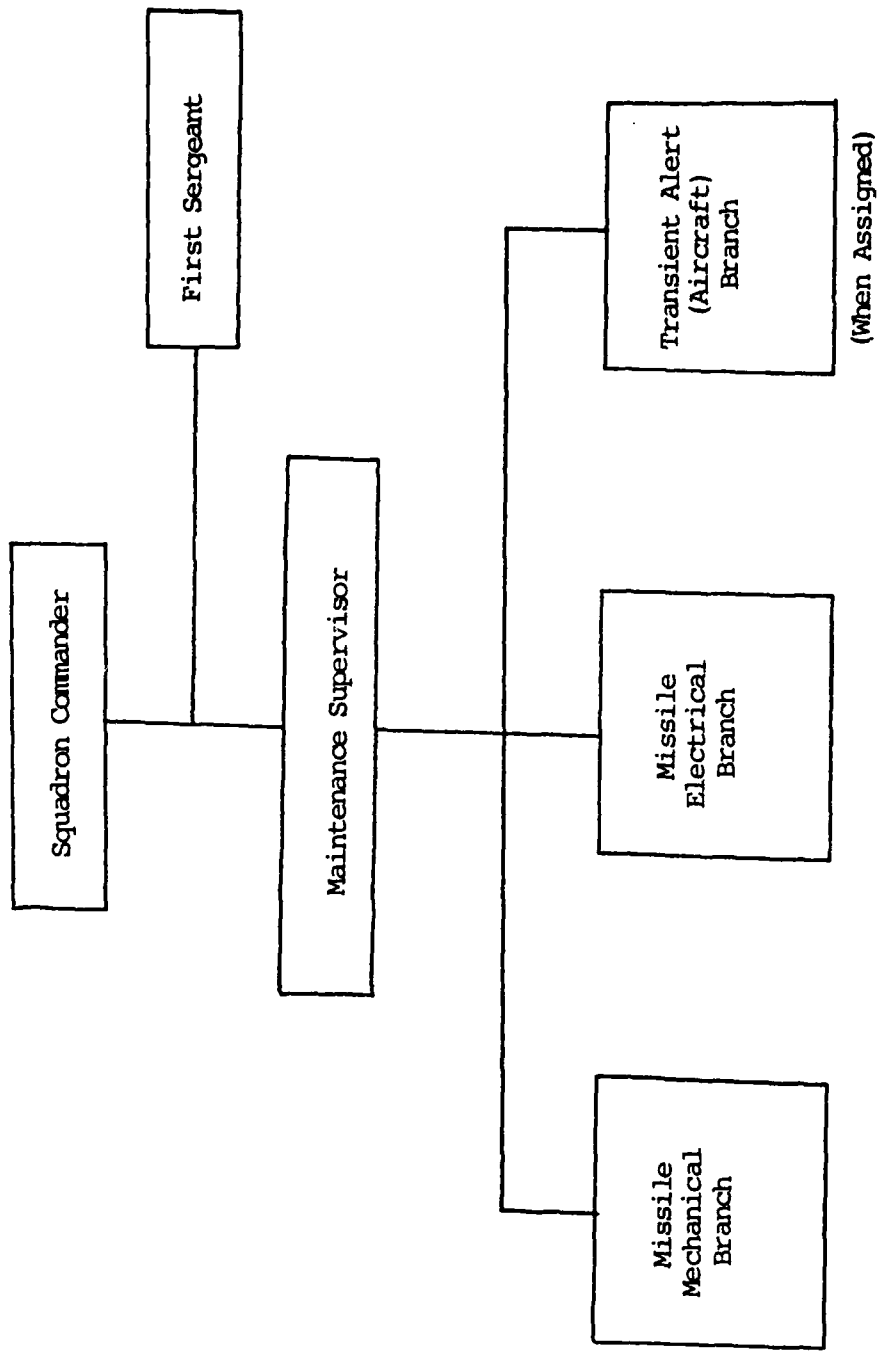 Squadron Commander
First Sergeant
Maintenance Supervisor
Missile
Mechanical
Branch
Missile
Electrical
Branch
Transient Alert
(Aircraft)
Branch
(When Assigned)